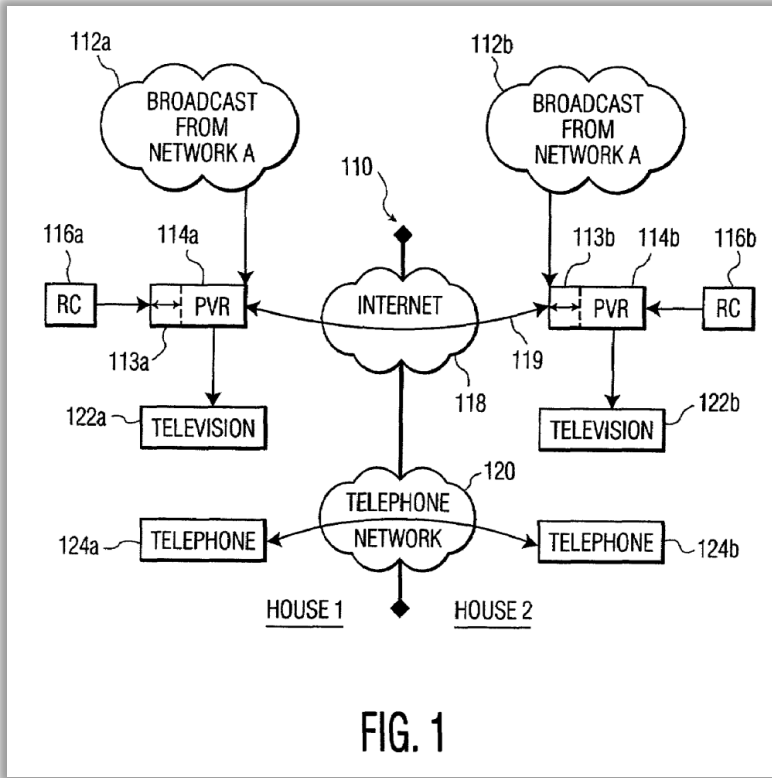 112a
112b
BROADCAST
FROM
NETWORK A
BROADCAST
FROM
NETWORK A
110
116a
114a
113b
114b
116b
RC
PVR
INTERNET
PVR
RC
113a
119
118
122a
TELEVISION
122b
TELEVISION
120
TELEPHONE
NETWORK
124a
TELEPHONE
TELEPHONE
124b
HOUSE 1
HOUSE 2
FIG. 1